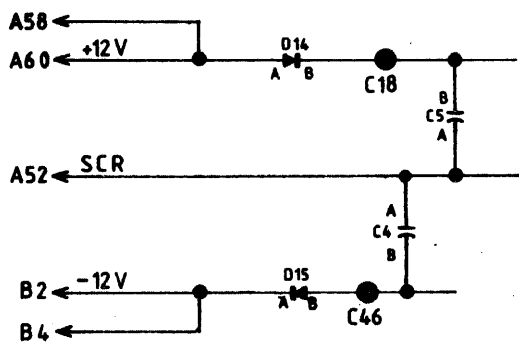 A58
A60 +12V D14
A B C18
B
C5
A
A52 SCR
A
C4
B
B2 -12V D15
A B
C46
B4